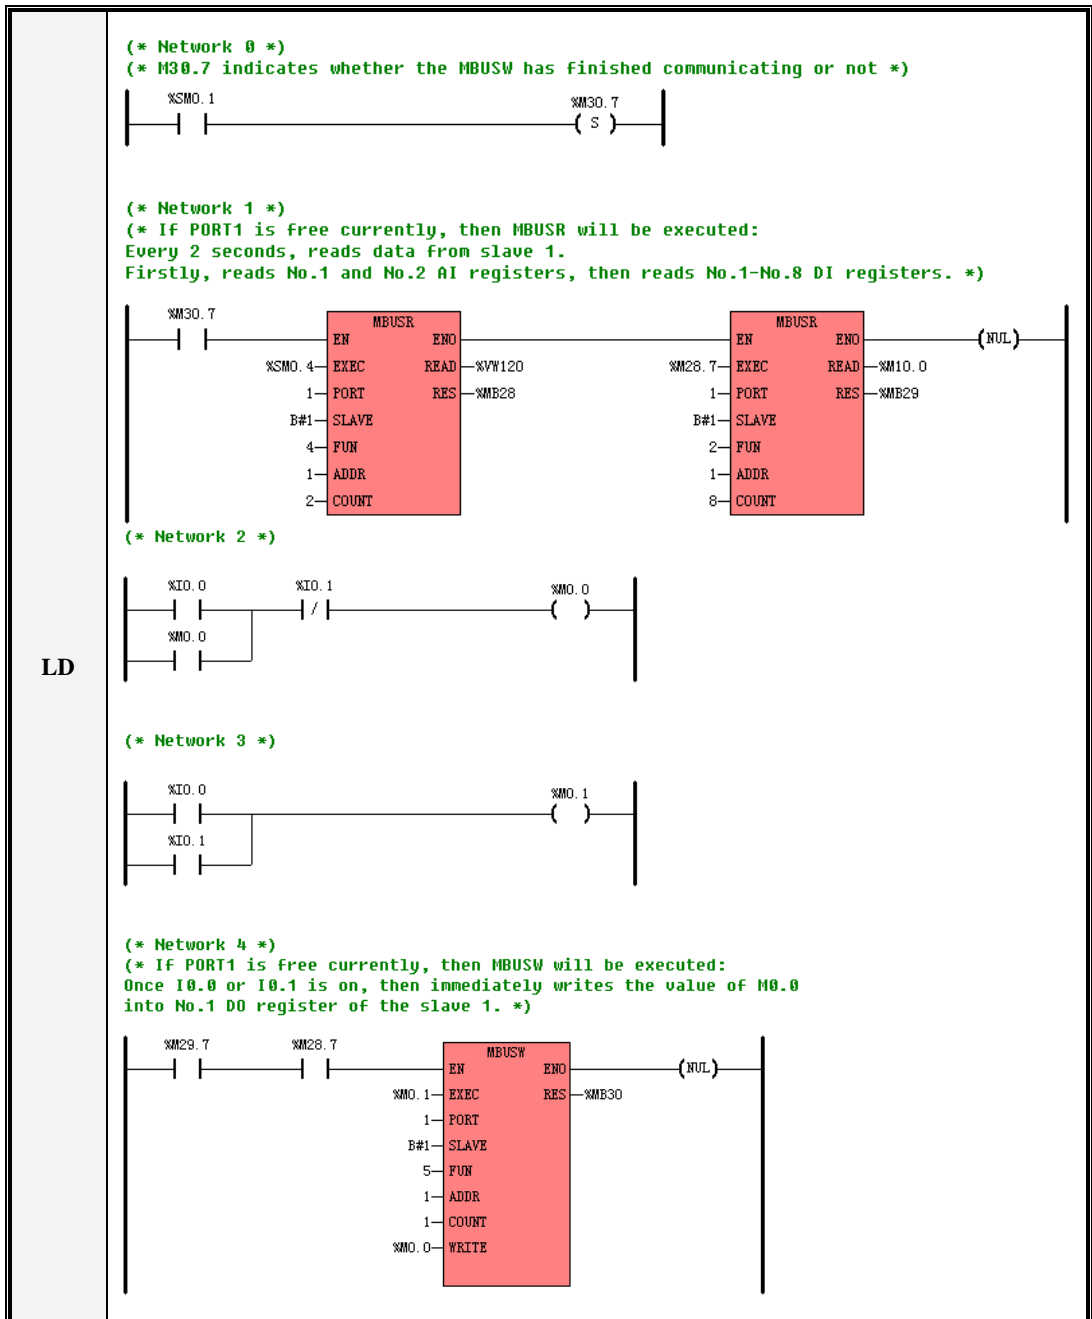 (* Network 0 *)
(* M30.7 indicates whether the MBUSW has finished communicating or not *)
%SM0.1 %M30.7
( S )
(* Network 1 *)
(* If PORT1 is free currently, then MBUSR will be executed:
Every 2 seconds, reads data from slave 1.
Firstly, reads No.1 and No.2 AI registers, then reads No.1-No.8 DI registers. *)
%M30.7 MBUSR MBUSR
EN ENO EN ENO (NUL)
%SM0.4 EXEC READ %VW120 %M28.7 EXEC READ %M10.0
1 PORT RES %MB28 1 PORT RES %MB29
B#1 SLAVE B#1 SLAVE
4 FUN 2 FUN
1 ADDR 1 ADDR
2 COUNT 8 COUNT
(* Network 2 *)
%I0.0 %I0.1 %M0.0
/ ( )
%M0.0
LD
(* Network 3 *)
%I0.0 %M0.1
( )
%I0.1
(* Network 4 *)
(* If PORT1 is free currently, then MBUSW will be executed:
Once I0.0 or I0.1 is on, then immediately writes the value of M0.0
into No.1 DO register of the slave 1. *)
%M29.7 %M28.7 MBUSW
EN ENO (NUL)
%M0.1 EXEC RES %MB30
1 PORT
B#1 SLAVE
5 FUN
1 ADDR
1 COUNT
%M0.0 WRITE